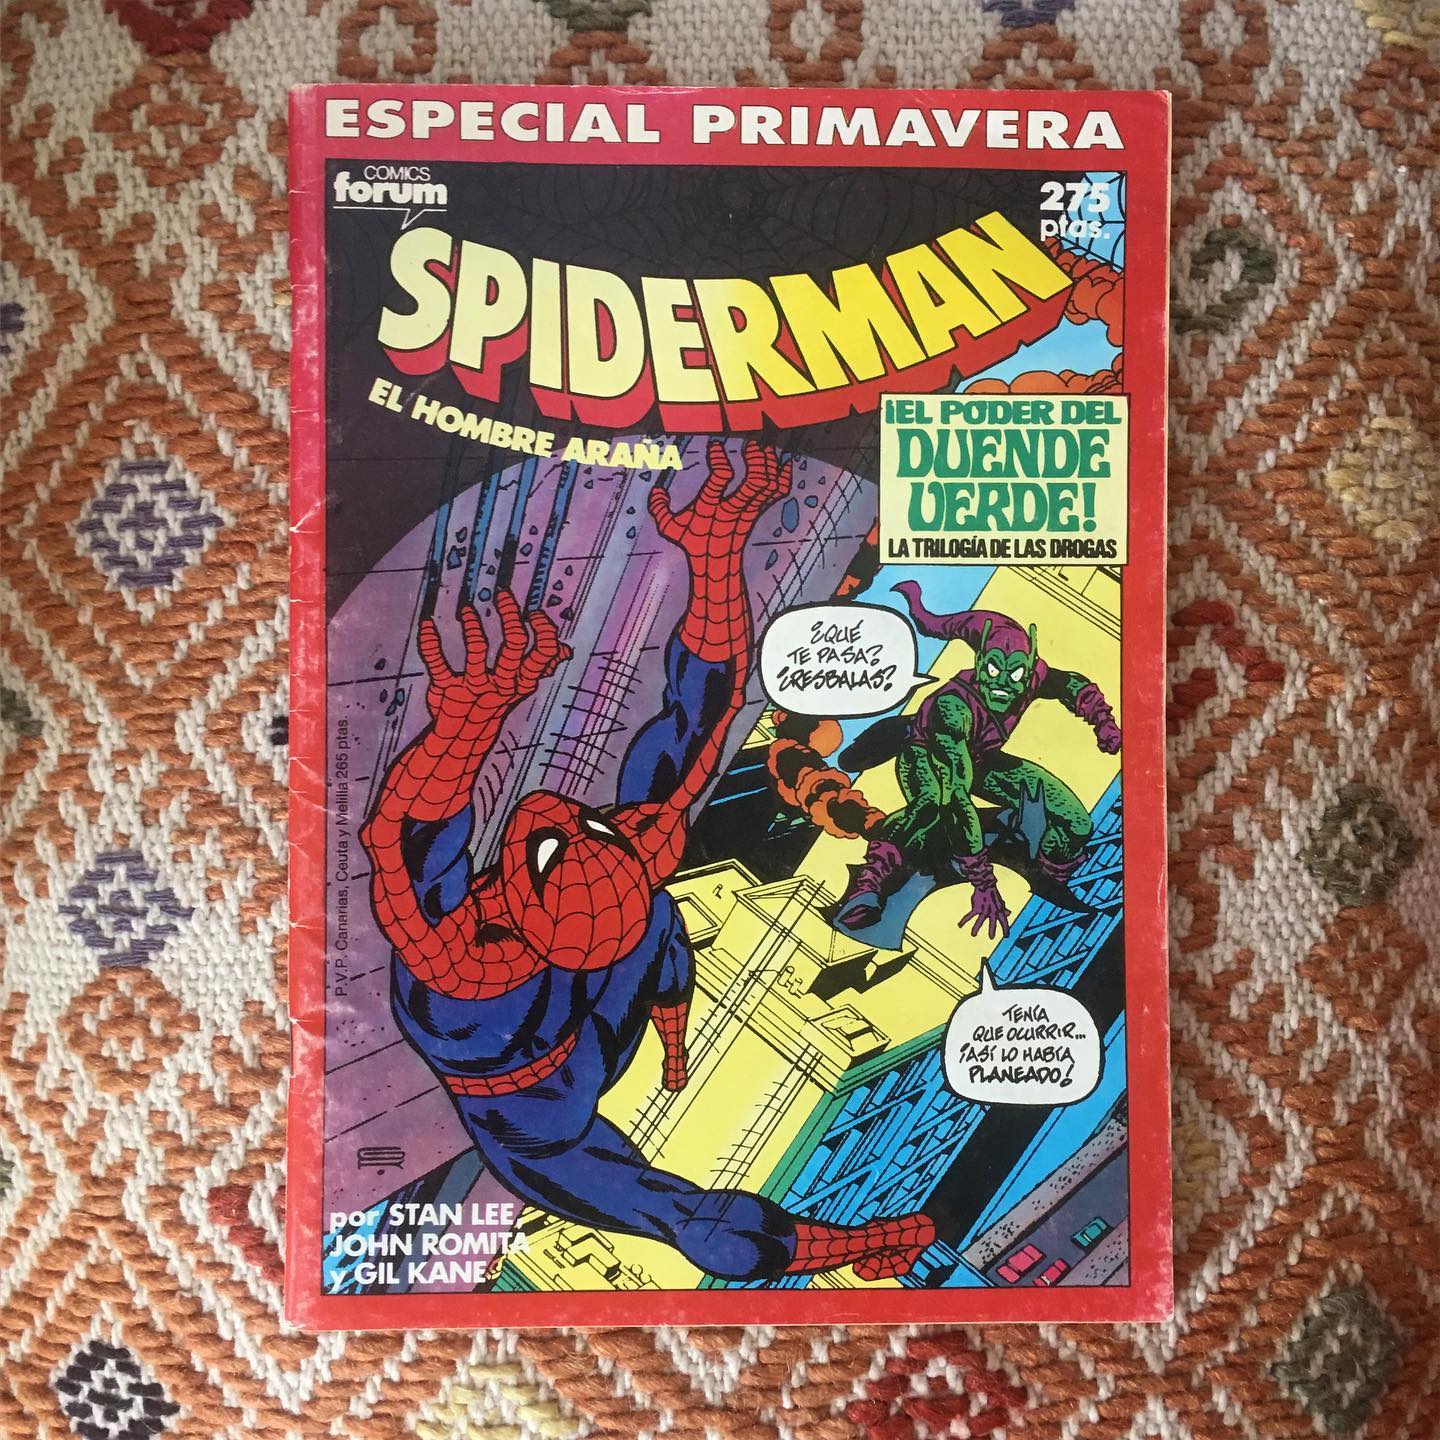 ESPECIAL PRIMAVERA
COMICS
forum
275
ptas.
SPIDERMAN
EL HOMBRE ARAÑA
¡EL PODER DEL
DUENDE
VERDE!
LA TRILOGÍA DE LAS DROGAS
¿QUÉ
TE PASA?
¿RESBALAS?
TENÍA
QUE OCURRIR...
¡ASÍ LO HABÍA
PLANEADO!
P.V.P. Canarias, Ceuta y Melilla 265 ptas.
por STAN LEE,
JOHN ROMITA
y GIL KANE